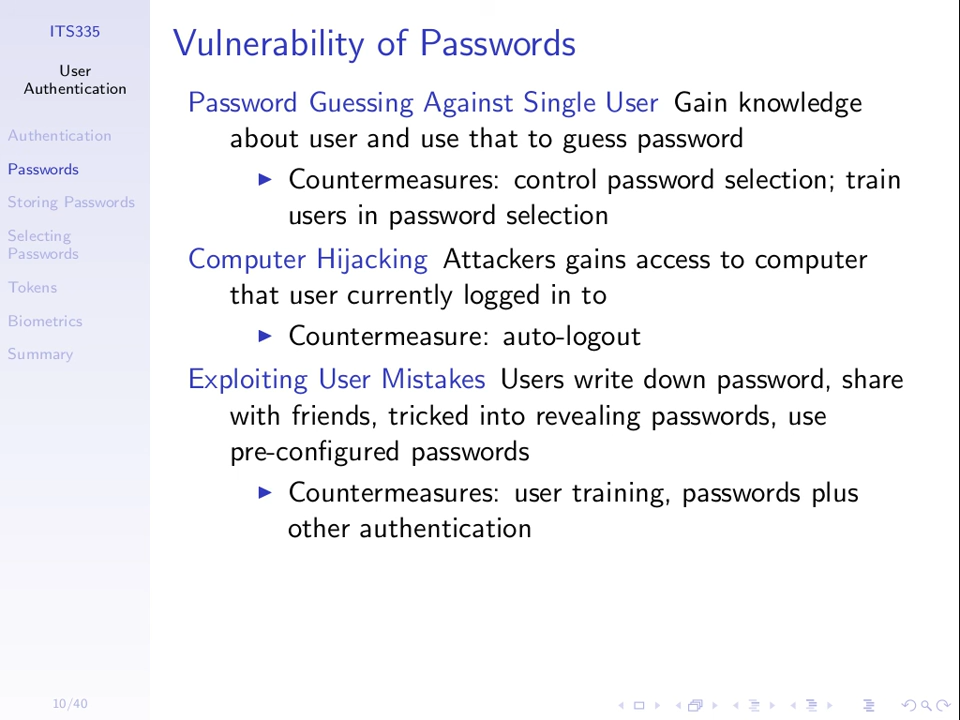 ITS335
User
Authentication
Authentication
Passwords
Storing Passwords
Selecting
Passwords
Tokens
Biometrics
Summary
10/40
Vulnerability of Passwords
Password Guessing Against Single User Gain knowledge
about user and use that to guess password
Countermeasures: control password selection; train
users in password selection
Computer Hijacking Attackers gains access to computer
that user currently logged in to
Countermeasure: auto-logout
Exploiting User Mistakes Users write down password, share
with friends, tricked into revealing passwords, use
pre-configured passwords
Countermeasures: user training, passwords plus
other authentication